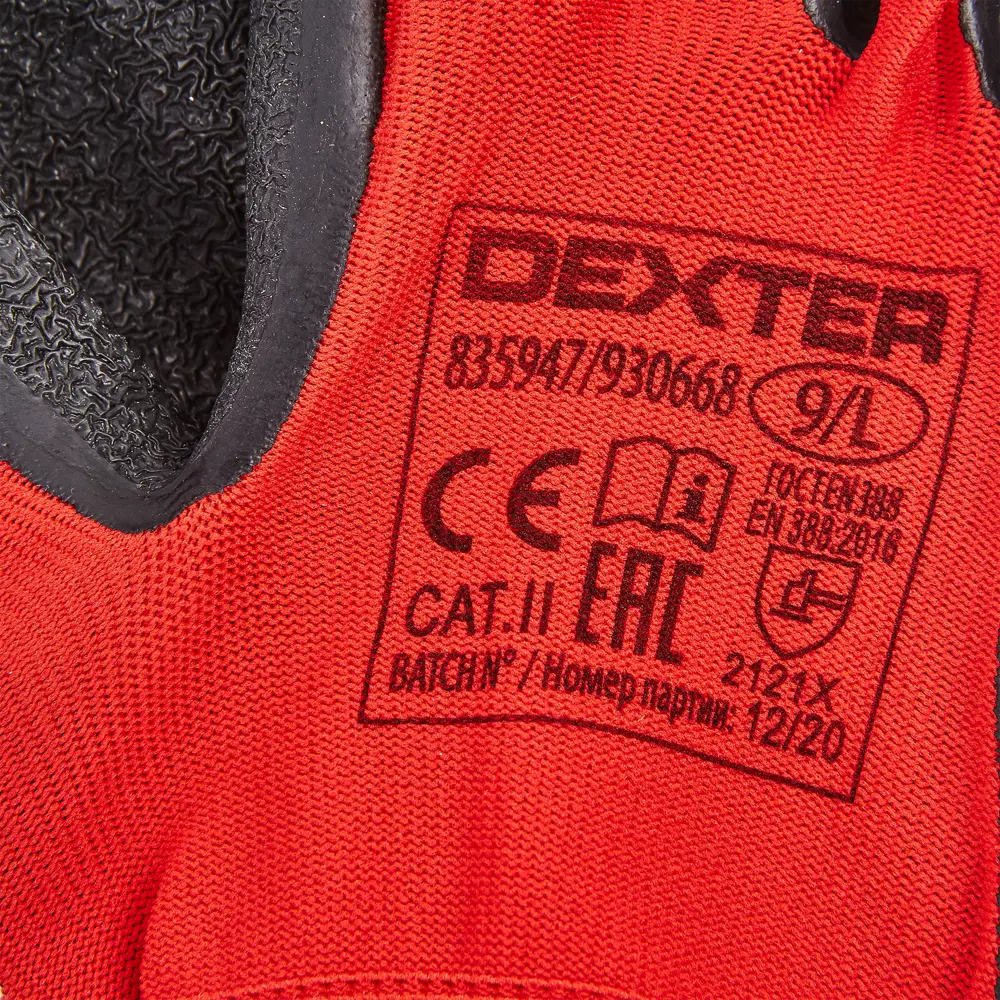 DEXTER
835947/930668 9/L
ГОСТ EN 388
EN 388:2016
CE i
CAT.II EAC
2121X
BATCH N° / Номер партии: 12/20